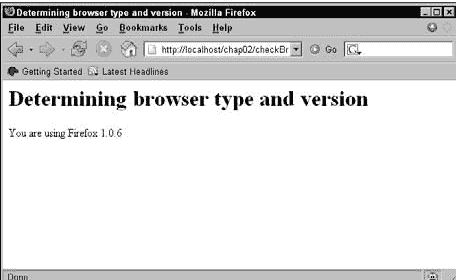 Determining browser type and version - Mozilla Firefox
File Edit View Go Bookmarks Tools Help
http://localhost/chap02/checkBr Go
Getting Started Latest Headlines
Determining browser type and version
You are using Firefox 1.0.6
Done